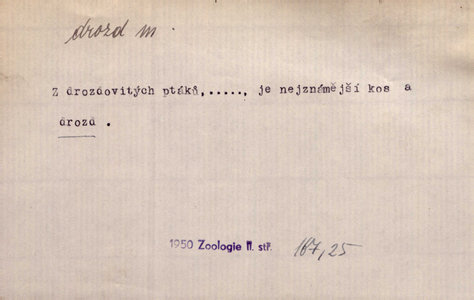 drozd m.
Z drozdovitých ptáků,....., je nejznámější kos a
drozd .
1950 Zoologie II. stř. 167,25